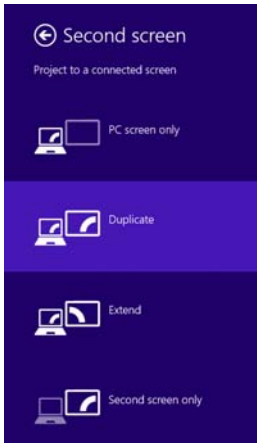 Second screen
Project to a connected screen
PC screen only
Duplicate
Extend
Second screen only